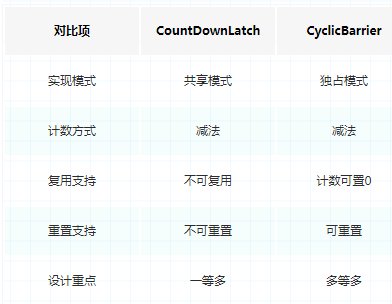 对比项 CountDownLatch CyclicBarrier
实现模式 共享模式 独占模式
计数方式 减法 减法
复用支持 不可复用 计数可置0
重置支持 不可重置 可重置
设计重点 一等多 多等多